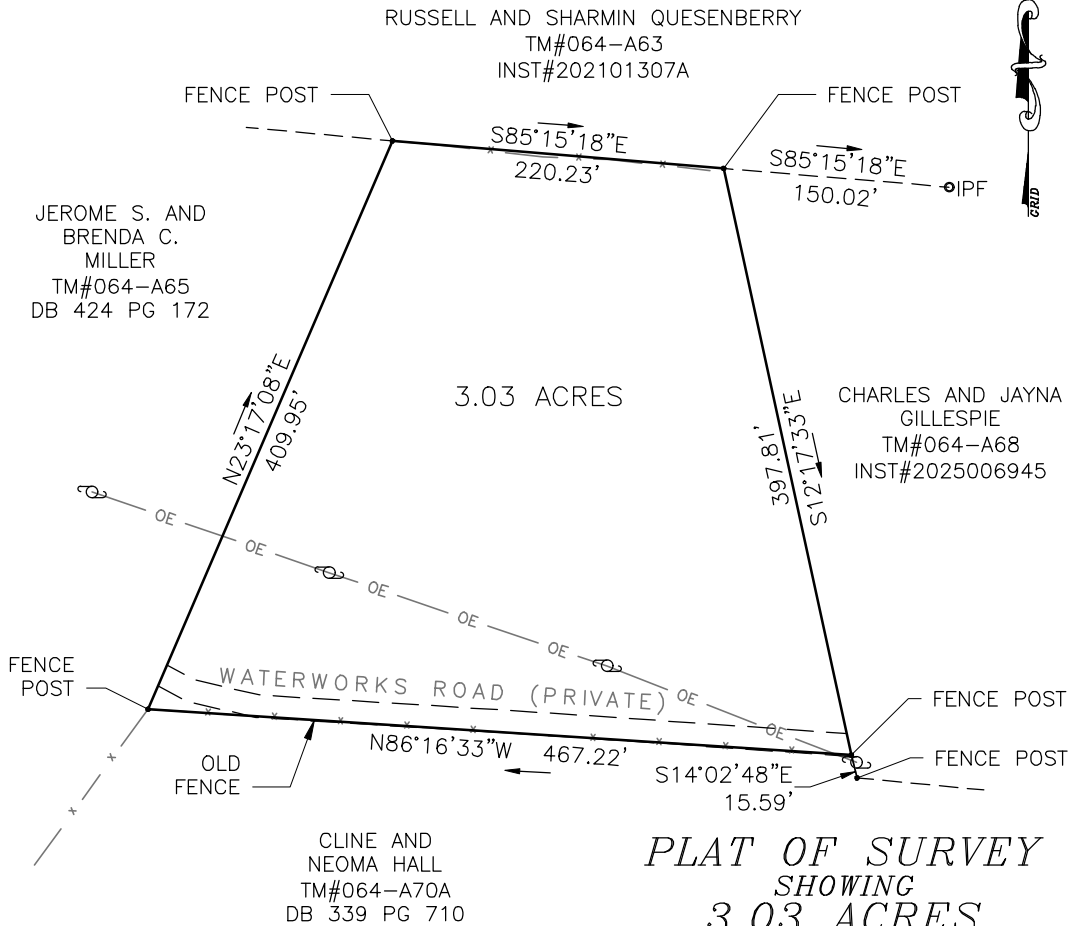 RUSSELL AND SHARMIN QUESENBERRY
TM#064-A63
INST#202101307A
FENCE POST
FENCE POST
S85°15'18"E
220.23'
S85°15'18"E
150.02'
IPF
GRID
JEROME S. AND
BRENDA C.
MILLER
TM#064-A65
DB 424 PG 172
N23°17'08"E
409.95'
3.03 ACRES
397.81'
S12°17'33"E
CHARLES AND JAYNA
GILLESPIE
TM#064-A68
INST#2025006945
OE
OE
OE
OE
OE
OE
OE
FENCE
POST
WATERWORKS ROAD (PRIVATE)
FENCE POST
N86°16'33"W 467.22'
OLD
FENCE
S14°02'48"E
15.59'
FENCE POST
CLINE AND
NEOMA HALL
TM#064-A70A
DB 339 PG 710
PLAT OF SURVEY
SHOWING
3.03 ACRES